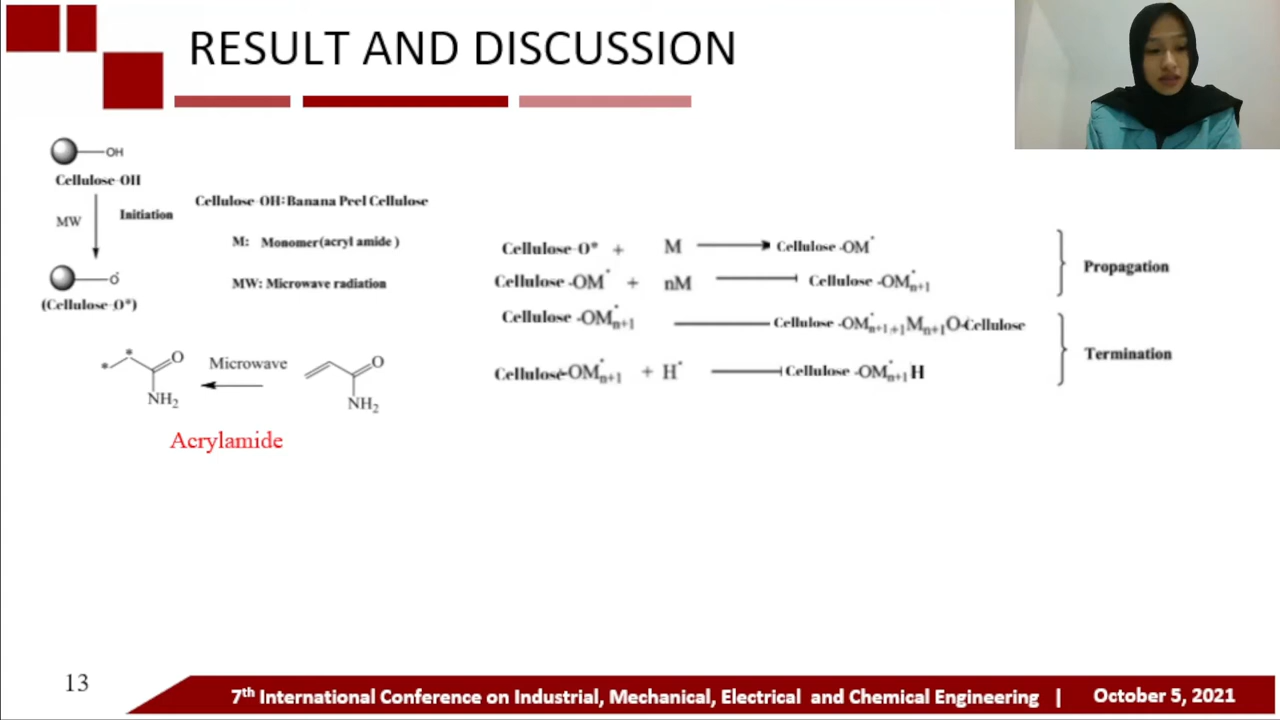 RESULT AND DISCUSSION
OH
Cellulose-OH
MW
Initiation
Cellulose-OH:Banana Peel Cellulose
M: Monomer(acryl amide )
MW: Microwave radiation
O*
(Cellulose-O*)
Microwave
O
NH2
O
NH2
Acrylamide
Cellulose-O* + M Cellulose -OM*
Cellulose -OM* + nM Cellulose -OM*n+1
Propagation
Cellulose -OM*n+1 Cellulose -OM*n+1+1Mn+1O-Cellulose
Cellulose-OM*n+1 + H* Cellulose -OM*n+1H
Termination
13
7th International Conference on Industrial, Mechanical, Electrical and Chemical Engineering | October 5, 2021